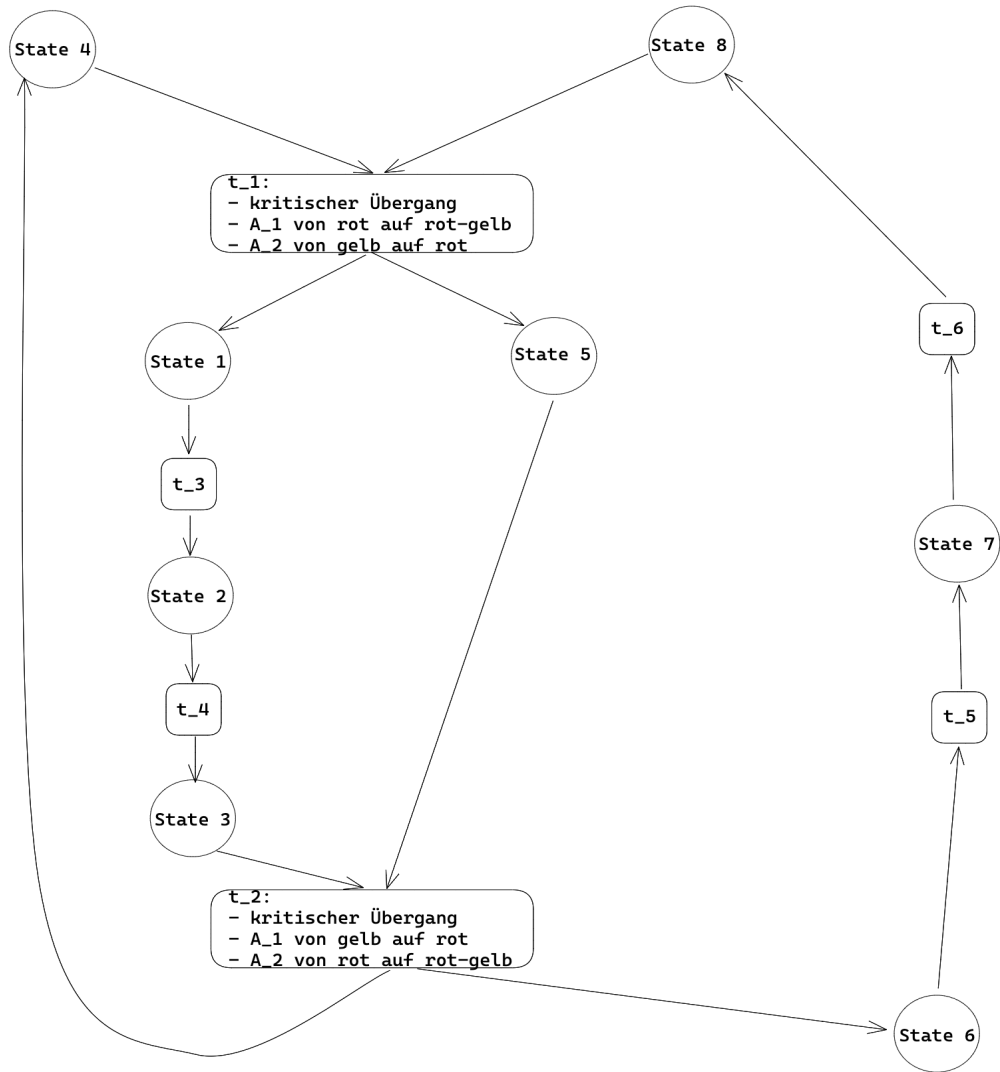 State 4
State 8
t_1:
- kritischer Übergang
- A_1 von rot auf rot-gelb
- A_2 von gelb auf rot
State 1
State 5
t_6
t_3
State 7
State 2
t_4
t_5
State 3
t_2:
- kritischer Übergang
- A_1 von gelb auf rot
- A_2 von rot auf rot-gelb
State 6